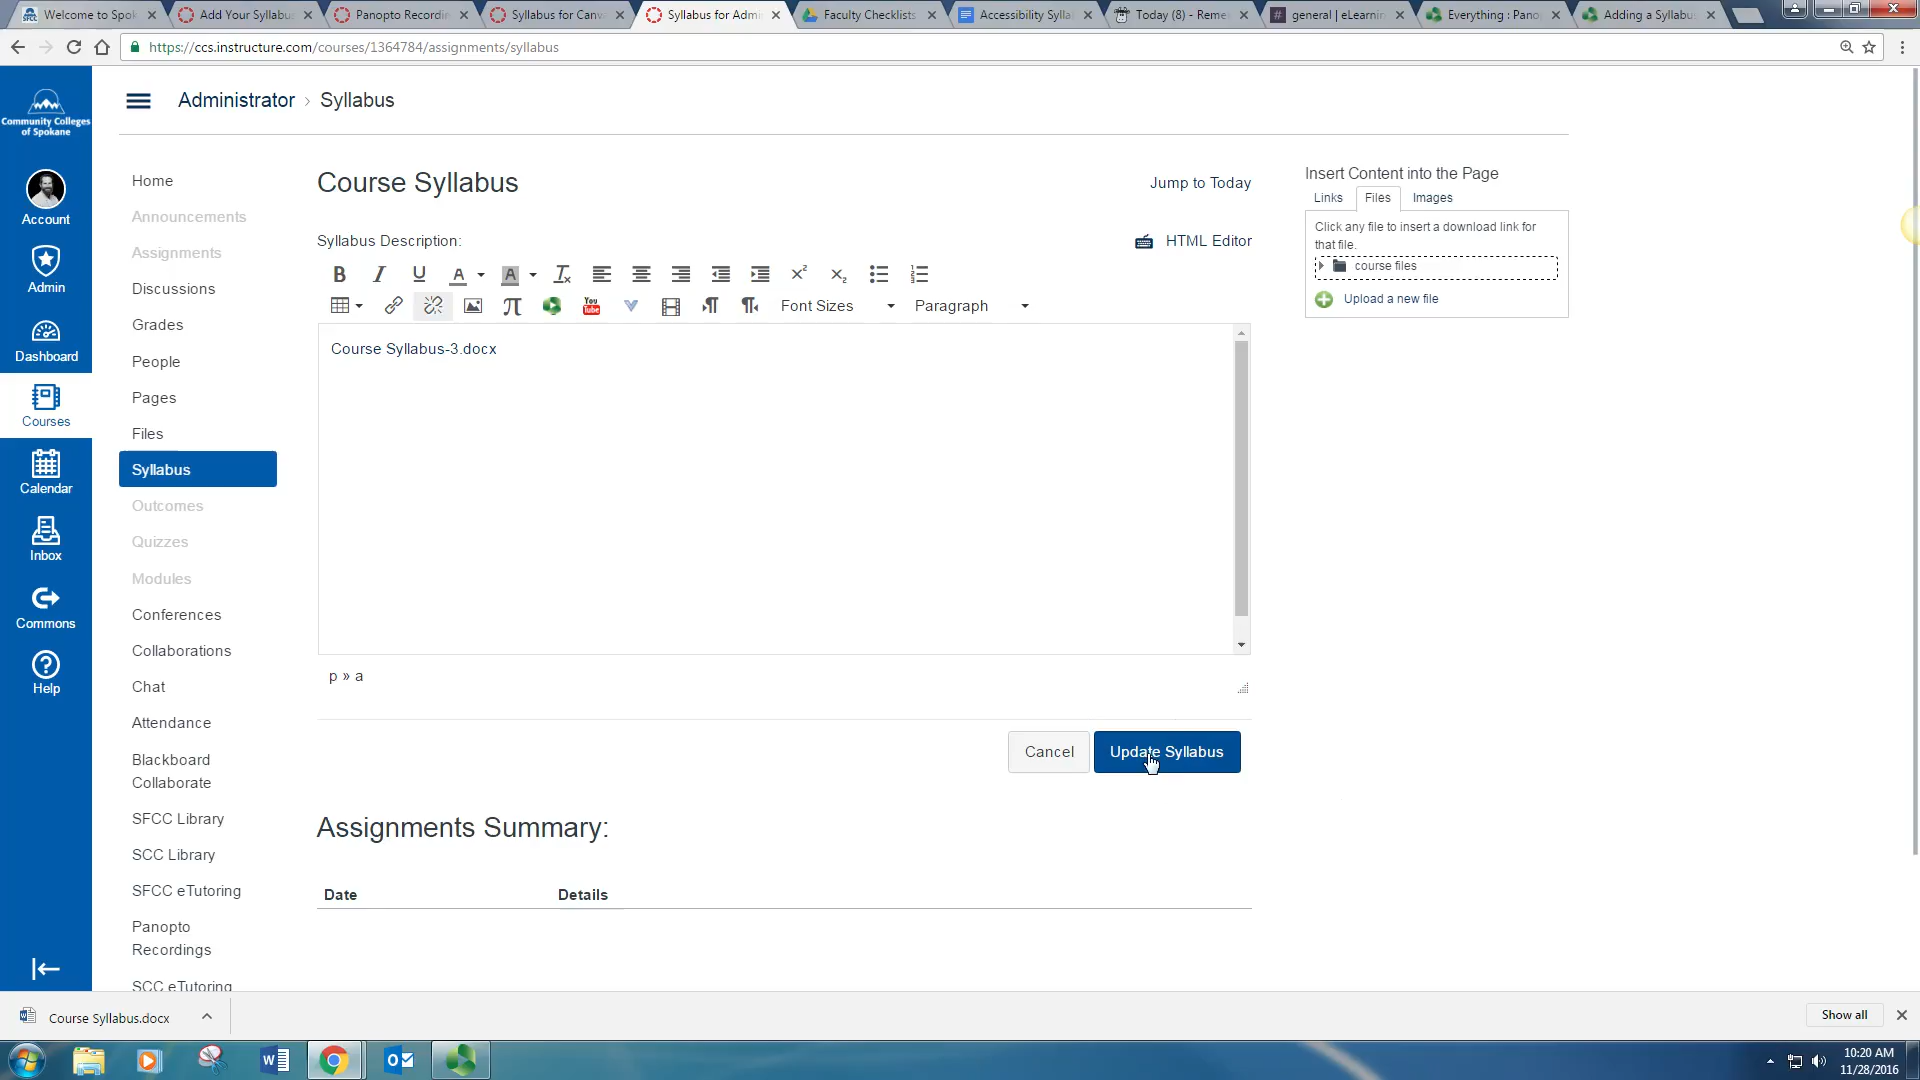 Welcome to Spok
Add Your Syllabus
Panopto Recordin
Syllabus for Canv
Syllabus for Admi
Faculty Checklists
Accessibility Sylla
Today (8) - Reme
general | eLearnin
Everything : Pano
Adding a Syllabus
https://ccs.instructure.com/courses/1364784/assignments/syllabus
Community Colleges
of Spokane
Account
Admin
Dashboard
Courses
Calendar
Inbox
Commons
Help
Administrator › Syllabus
Home
Announcements
Assignments
Discussions
Grades
People
Pages
Files
Syllabus
Outcomes
Quizzes
Modules
Conferences
Collaborations
Chat
Attendance
Blackboard
Collaborate
SFCC Library
SCC Library
SFCC eTutoring
Panopto
Recordings
SCC eTutoring
Course Syllabus
Jump to Today
Syllabus Description:
HTML Editor
Font Sizes
Paragraph
Course Syllabus-3.docx
p » a
Cancel
Update Syllabus
Assignments Summary:
Date Details
Insert Content into the Page
Links Files Images
Click any file to insert a download link for
that file.
course files
Upload a new file
Course Syllabus.docx
Show all
10:20 AM
11/28/2016